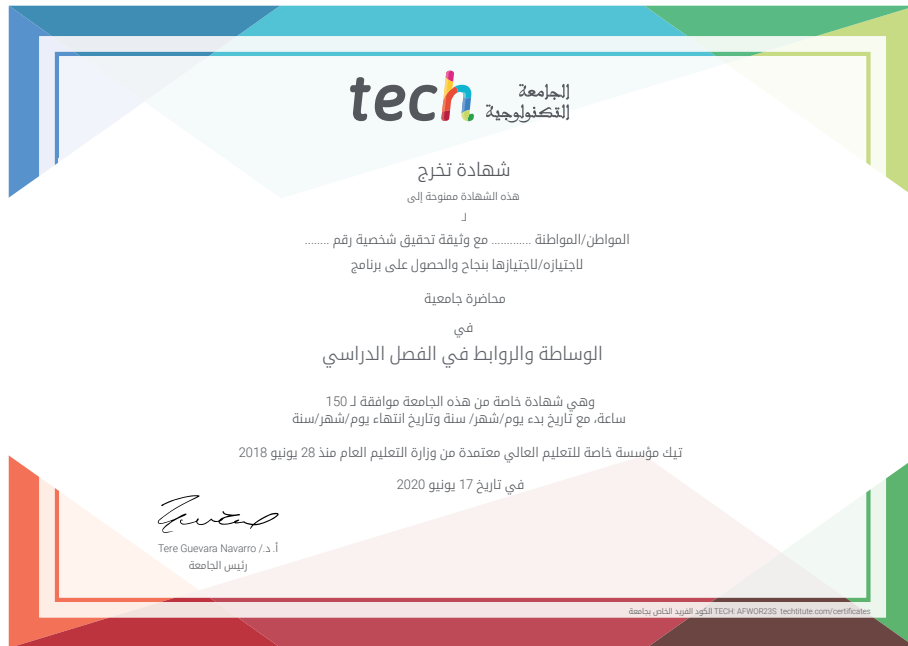 tech الجامعة
التكنولوجية
شهادة تخرج
هذه الشهادة ممنوحة إلى
لـ
المواطن/المواطنة ............ مع وثيقة تحقيق شخصية رقم ........
لاجتيازه/لاجتيازها بنجاح والحصول على برنامج
محاضرة جامعية
في
الوساطة والروابط في الفصل الدراسي
وهي شهادة خاصة من هذه الجامعة موافقة لـ 150
ساعة، مع تاريخ بدء يوم/شهر/ سنة وتاريخ انتهاء يوم/شهر/سنة
تيك مؤسسة خاصة للتعليم العالي معتمدة من وزارة التعليم العام منذ 28 يونيو 2018
في تاريخ 17 يونيو 2020
أ. د./ Tere Guevara Navarro
رئيس الجامعة
الكود الفريد الخاص بجامعة TECH: AFWOR23S techtitute.com/certificates